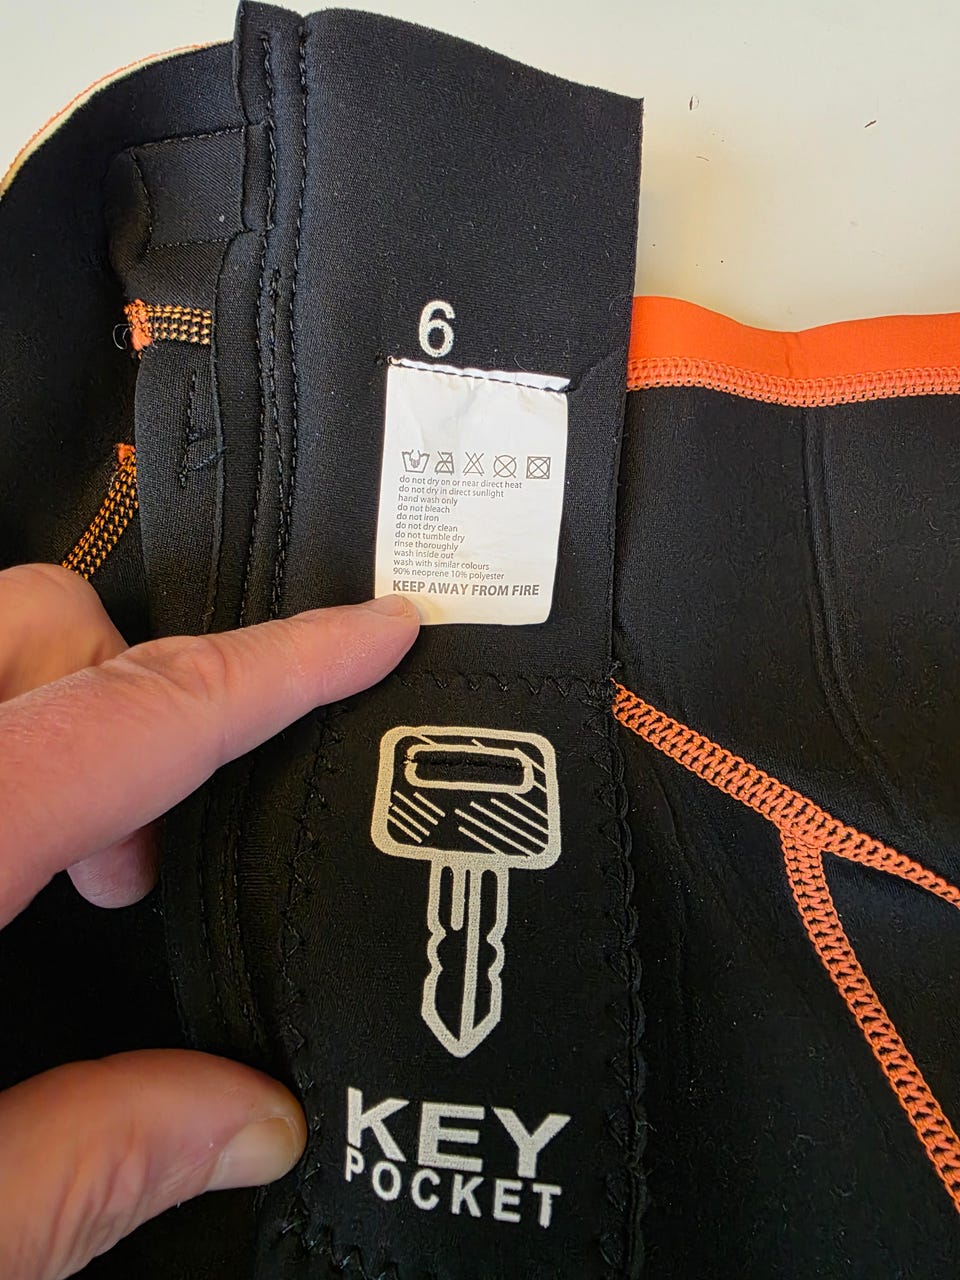 6
do not dry on or near direct heat
do not dry in direct sunlight
hand wash only
do not bleach
do not iron
do not dry clean
do not tumble dry
rinse thoroughly
wash inside out
wash with similar colours
90% neoprene 10% polyester
KEEP AWAY FROM FIRE
KEY
POCKET